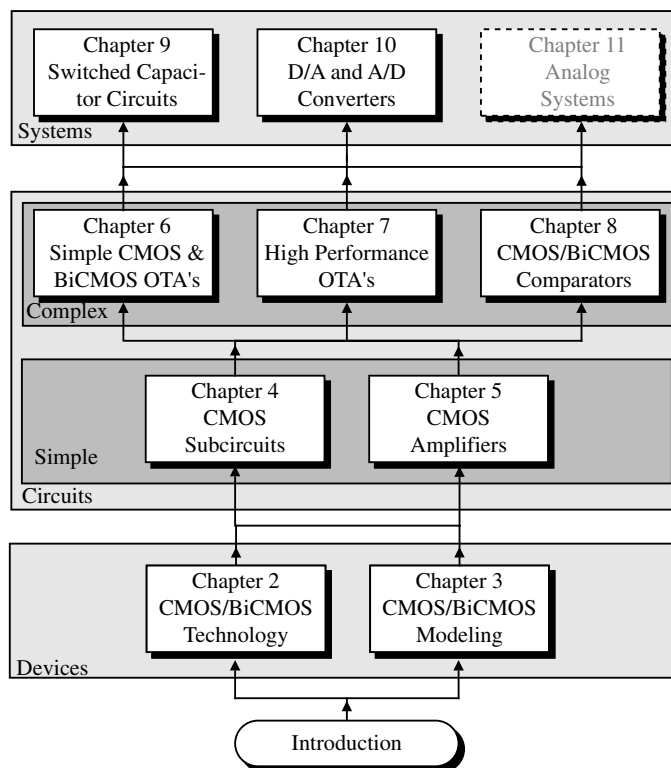 Chapter 9
Switched Capaci-
tor Circuits
Chapter 10
D/A and A/D
Converters
Chapter 11
Analog
Systems
Systems
Chapter 6
Simple CMOS &
BiCMOS OTA's
Chapter 7
High Performance
OTA's
Chapter 8
CMOS/BiCMOS
Comparators
Complex
Chapter 4
CMOS
Subcircuits
Chapter 5
CMOS
Amplifiers
Simple
Circuits
Chapter 2
CMOS/BiCMOS
Technology
Chapter 3
CMOS/BiCMOS
Modeling
Devices
Introduction